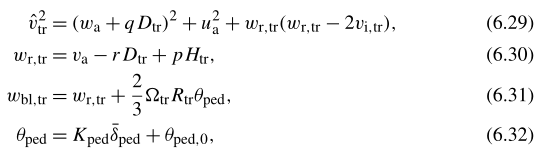 v̂²_tr = (w_a + q D_tr)² + u²_a + w_r,tr(w_r,tr − 2v_i,tr), (6.29)
w_r,tr = v_a − r D_tr + p H_tr, (6.30)
w_bl,tr = w_r,tr + 2/3 Ω_tr R_tr θ_ped, (6.31)
θ_ped = K_ped δ̄_ped + θ_ped,0, (6.32)